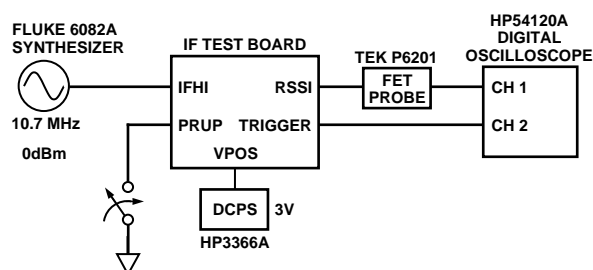 FLUKE 6082A
SYNTHESIZER
10.7 MHz
0dBm
IF TEST BOARD
IFHI
RSSI
PRUP
TRIGGER
VPOS
DCPS
3V
HP3366A
TEK P6201
FET
PROBE
HP54120A
DIGITAL
OSCILLOSCOPE
CH 1
CH 2